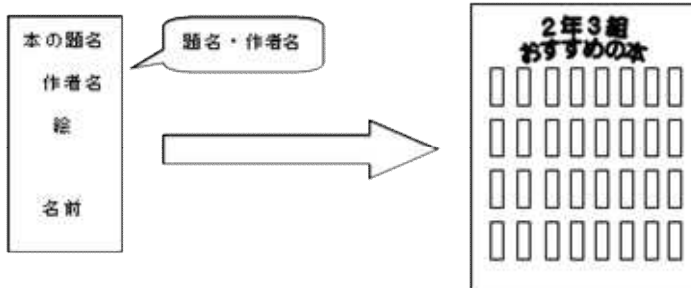 本の題名
作者名
絵
名前
題名・作者名
2年3組
おすすめの本